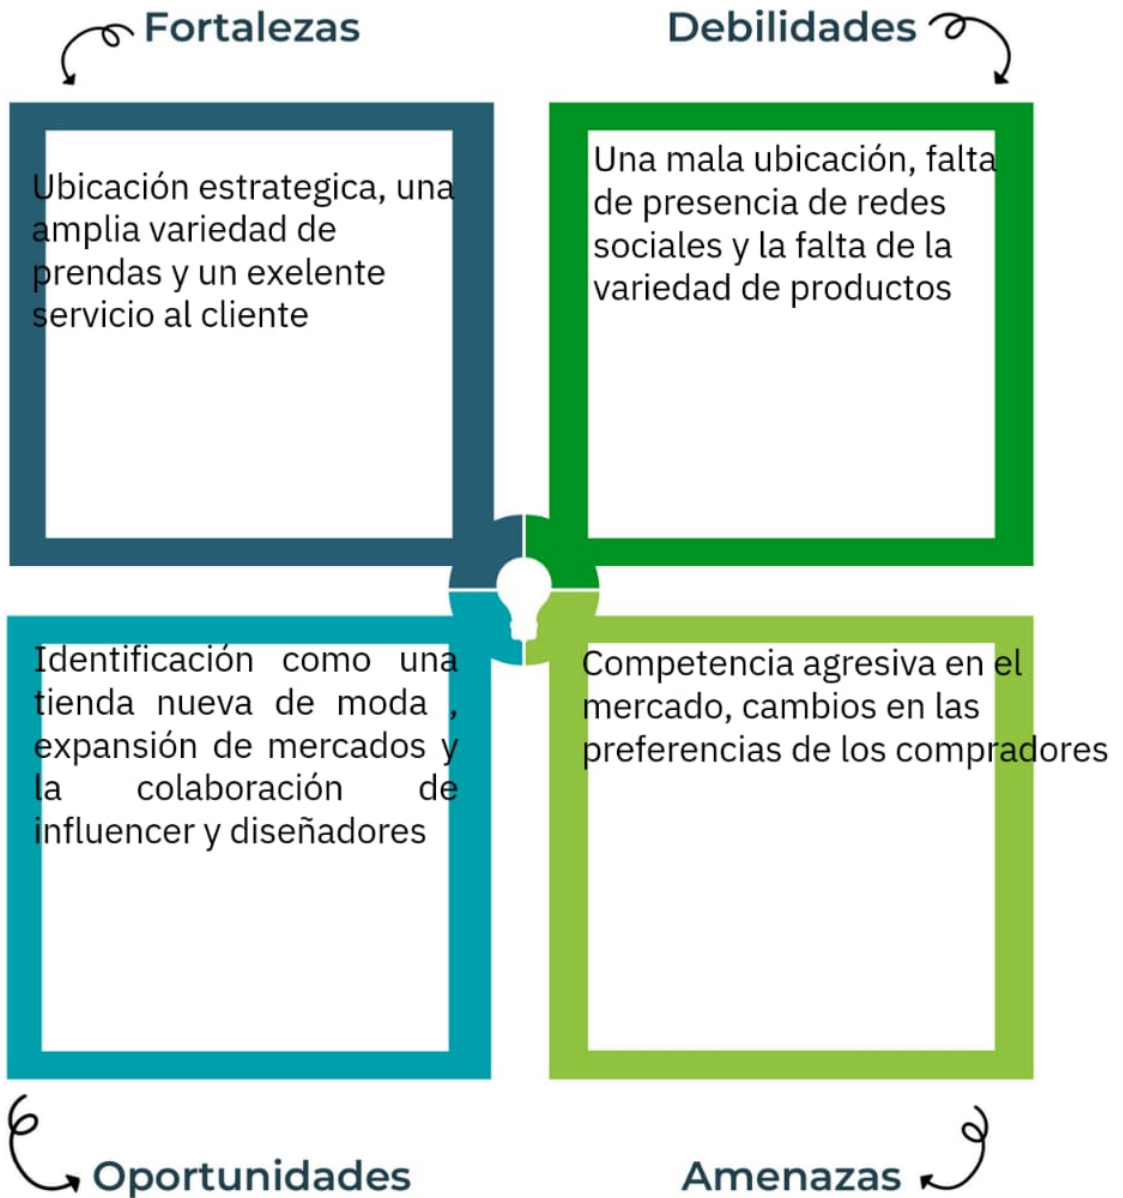 Fortalezas
Ubicación estrategica, una
amplia variedad de
prendas y un exelente
servicio al cliente
Debilidades
Una mala ubicación, falta
de presencia de redes
sociales y la falta de la
variedad de productos
Identificación como una
tienda nueva de moda ,
expansión de mercados y
la colaboración de
influencer y diseñadores
Oportunidades
Competencia agresiva en el
mercado, cambios en las
preferencias de los compradores
Amenazas